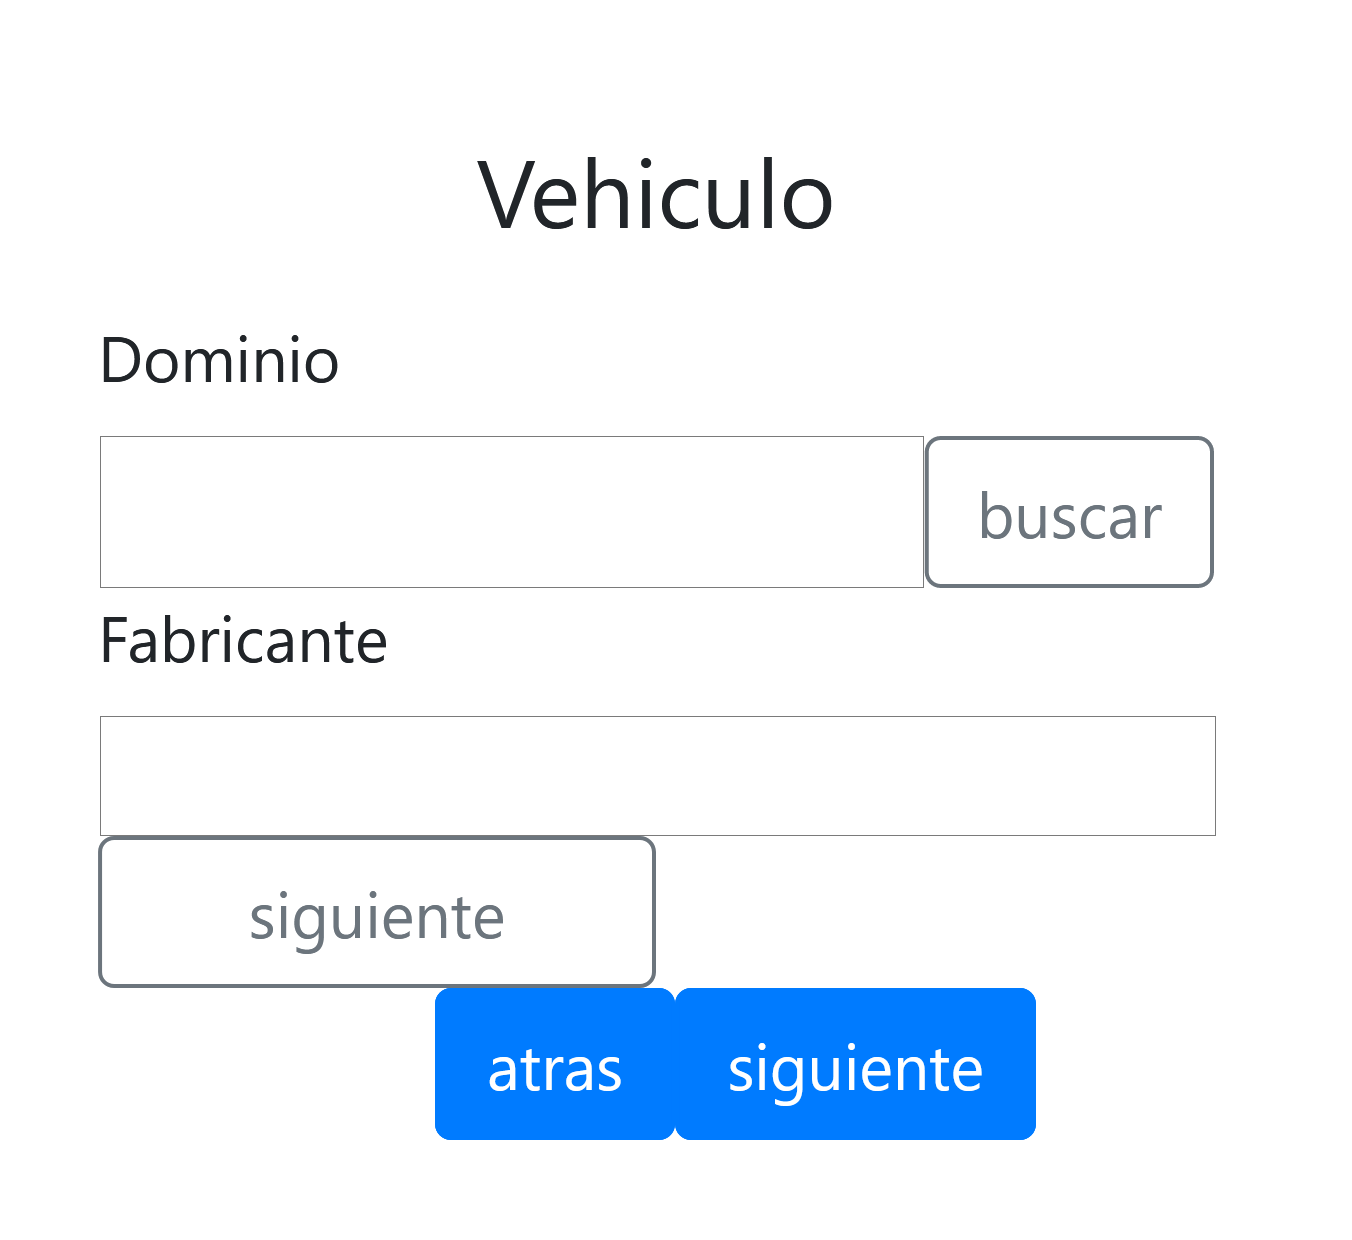 Vehiculo
Dominio
buscar
Fabricante
siguiente
atras siguiente